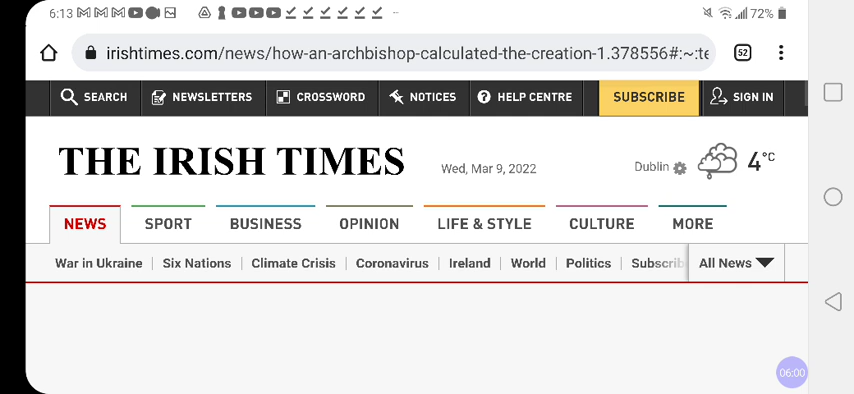 6:13 72%
irishtimes.com/news/how-an-archbishop-calculated-the-creation-1.378556#:~:te 52
SEARCH NEWSLETTERS CROSSWORD NOTICES HELP CENTRE SUBSCRIBE SIGN IN
THE IRISH TIMES Wed, Mar 9, 2022 Dublin 4°C
NEWS SPORT BUSINESS OPINION LIFE & STYLE CULTURE MORE
War in Ukraine Six Nations Climate Crisis Coronavirus Ireland World Politics Subscrib All News
06:00